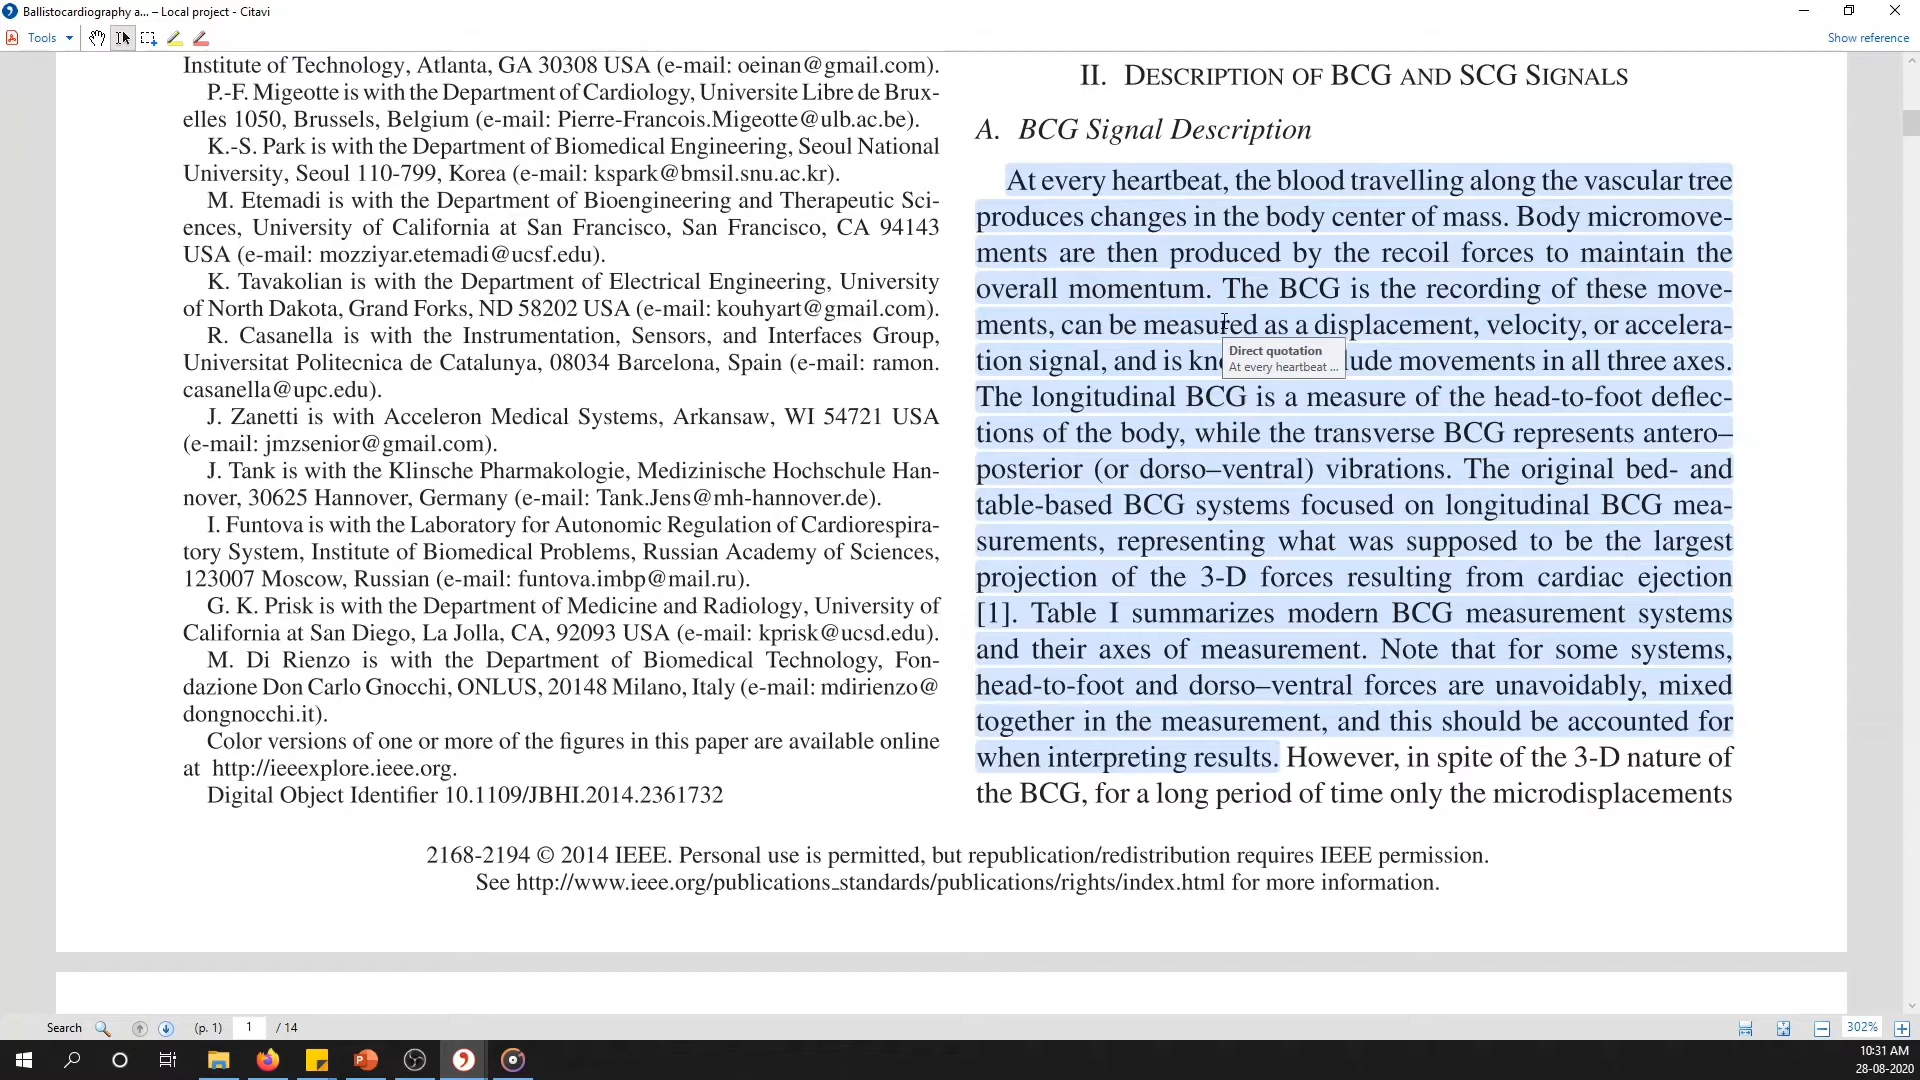 Ballistocardiography a... – Local project - Citavi
Tools
Show reference
Institute of Technology, Atlanta, GA 30308 USA (e-mail: oeinan@gmail.com).
P.-F. Migeotte is with the Department of Cardiology, Universite Libre de Brux-
elles 1050, Brussels, Belgium (e-mail: Pierre-Francois.Migeotte@ulb.ac.be).
K.-S. Park is with the Department of Biomedical Engineering, Seoul National
University, Seoul 110-799, Korea (e-mail: kspark@bmsil.snu.ac.kr).
M. Etemadi is with the Department of Bioengineering and Therapeutic Sci-
ences, University of California at San Francisco, San Francisco, CA 94143
USA (e-mail: mozziyar.etemadi@ucsf.edu).
K. Tavakolian is with the Department of Electrical Engineering, University
of North Dakota, Grand Forks, ND 58202 USA (e-mail: kouhyart@gmail.com).
R. Casanella is with the Instrumentation, Sensors, and Interfaces Group,
Universitat Politecnica de Catalunya, 08034 Barcelona, Spain (e-mail: ramon.
casanella@upc.edu).
J. Zanetti is with Acceleron Medical Systems, Arkansaw, WI 54721 USA
(e-mail: jmzsenior@gmail.com).
J. Tank is with the Klinsche Pharmakologie, Medizinische Hochschule Han-
nover, 30625 Hannover, Germany (e-mail: Tank.Jens@mh-hannover.de).
I. Funtova is with the Laboratory for Autonomic Regulation of Cardiorespira-
tory System, Institute of Biomedical Problems, Russian Academy of Sciences,
123007 Moscow, Russian (e-mail: funtova.imbp@mail.ru).
G. K. Prisk is with the Department of Medicine and Radiology, University of
California at San Diego, La Jolla, CA, 92093 USA (e-mail: kprisk@ucsd.edu).
M. Di Rienzo is with the Department of Biomedical Technology, Fon-
dazione Don Carlo Gnocchi, ONLUS, 20148 Milano, Italy (e-mail: mdirienzo@
dongnocchi.it).
Color versions of one or more of the figures in this paper are available online
at http://ieeexplore.ieee.org.
Digital Object Identifier 10.1109/JBHI.2014.2361732
II. DESCRIPTION OF BCG AND SCG SIGNALS
A. BCG Signal Description
At every heartbeat, the blood travelling along the vascular tree
produces changes in the body center of mass. Body micromove-
ments are then produced by the recoil forces to maintain the
overall momentum. The BCG is the recording of these move-
ments, can be measured as a displacement, velocity, or accelera-
tion signal, and is kno lude movements in all three axes.
Direct quotation
At every heartbeat ...
The longitudinal BCG is a measure of the head-to-foot deflec-
tions of the body, while the transverse BCG represents antero–
posterior (or dorso–ventral) vibrations. The original bed- and
table-based BCG systems focused on longitudinal BCG mea-
surements, representing what was supposed to be the largest
projection of the 3-D forces resulting from cardiac ejection
[1]. Table I summarizes modern BCG measurement systems
and their axes of measurement. Note that for some systems,
head-to-foot and dorso–ventral forces are unavoidably, mixed
together in the measurement, and this should be accounted for
when interpreting results. However, in spite of the 3-D nature of
the BCG, for a long period of time only the microdisplacements
2168-2194 © 2014 IEEE. Personal use is permitted, but republication/redistribution requires IEEE permission.
See http://www.ieee.org/publications_standards/publications/rights/index.html for more information.
Search (p. 1) 1 / 14
302%
10:31 AM
28-08-2020